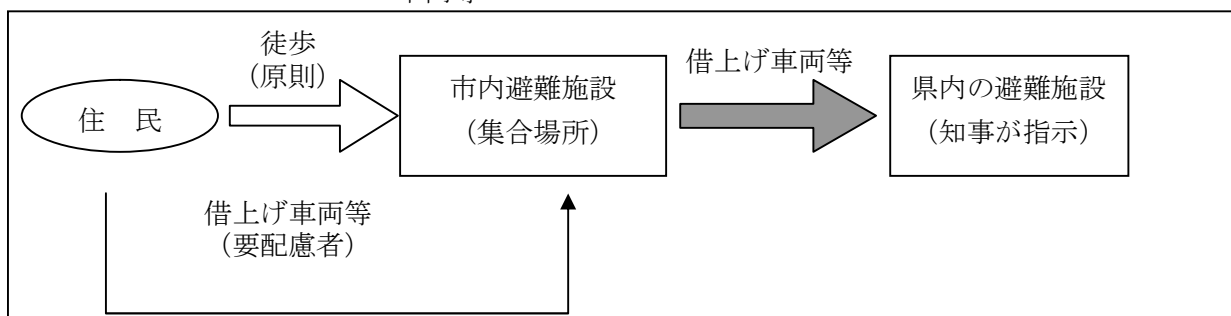 徒歩
(原則)
住 民
市内避難施設
(集合場所)
借上げ車両等
県内の避難施設
(知事が指示)
借上げ車両等
(要配慮者)